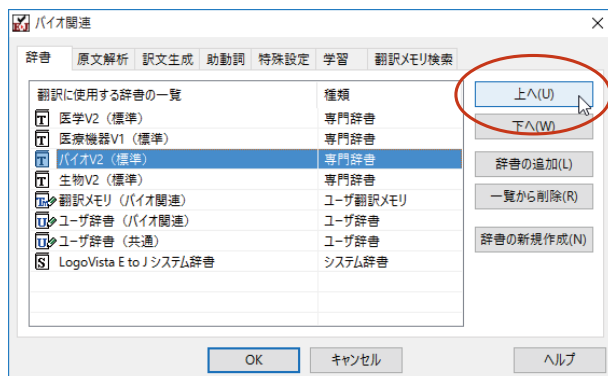 バイオ関連
辞書 原文解析 訳文生成 助動詞 特殊設定 学習 翻訳メモリ検索
翻訳に使用する辞書の一覧 種類
T 医学V2（標準） 専門辞書
T 医療機器V1（標準） 専門辞書
T バイオV2（標準） 専門辞書
T 生物V2（標準） 専門辞書
翻訳メモリ（バイオ関連） ユーザ翻訳メモリ
U ユーザ辞書（バイオ関連） ユーザ辞書
U ユーザ辞書（共通） ユーザ辞書
S LogoVista E to J システム辞書 システム辞書
上へ(U)
下へ(W)
辞書の追加(L)
一覧から削除(R)
辞書の新規作成(N)
OK キャンセル ヘルプ